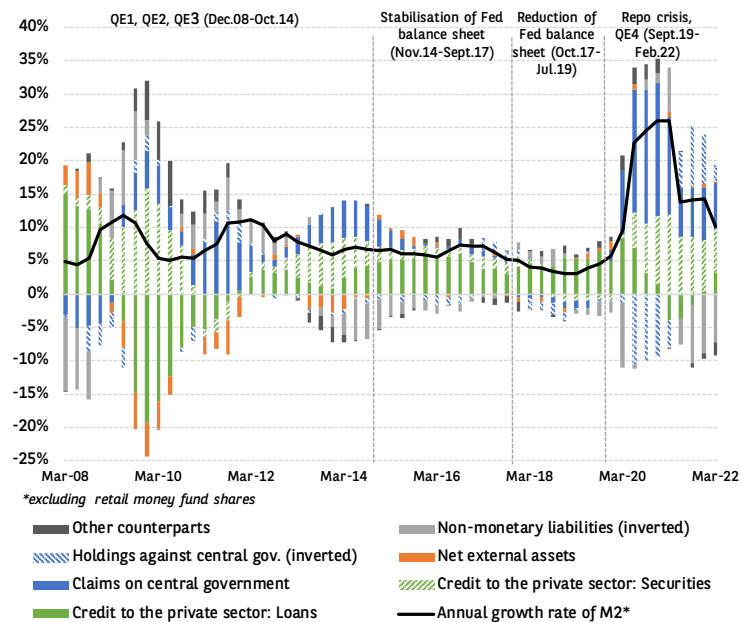 QE1, QE2, QE3 (Dec.08-Oct.14)
Stabilisation of Fed
balance sheet
(Nov.14-Sept.17)
Reduction of
Fed balance
sheet (Oct.17-
Jul.19)
Repo crisis,
QE4 (Sept.19-
Feb.22)
40%
35%
30%
25%
20%
15%
10%
5%
0%
-5%
-10%
-15%
-20%
-25%
Mar-08 Mar-10 Mar-12 Mar-14 Mar-16 Mar-18 Mar-20 Mar-22
*excluding retail money fund shares
Other counterparts
Non-monetary liabilities (inverted)
Holdings against central gov. (inverted)
Net external assets
Claims on central government
Credit to the private sector: Securities
Credit to the private sector: Loans
Annual growth rate of M2*